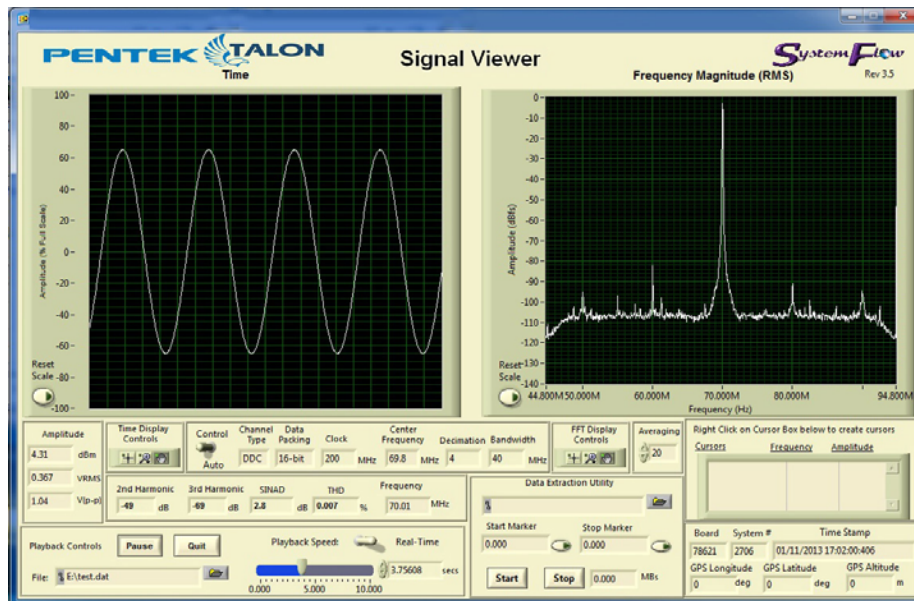 PENTEK TALON
Signal Viewer
SystemFlow
Rev 3.5
Time
Frequency Magnitude (RMS)
Amplitude (% Full Scale)
100-
80-
60-
40-
20-
0-
-20-
-40-
-60-
-80-
-100-
Reset
Scale
Amplitude (dBfs)
0-
-10-
-20-
-30-
-40-
-50-
-60-
-70-
-80-
-90-
-100-
-110-
-120-
-130-
-140-
Reset
Scale
44.800M 50.000M 60.000M 70.000M 80.000M 94.800M
Frequency (Hz)
Amplitude
4.31 dBm
0.367 VRMS
1.04 V(p-p)
Time Display
Controls
Control
Auto
Channel
Type
DDC
Data
Packing
16-bit
Clock
200 MHz
Center
Frequency
69.8 MHz
Decimation
4
Bandwidth
40 MHz
FFT Display
Controls
Averaging
20
Right Click on Cursor Box below to create cursors
Cursors Frequency Amplitude
2nd Harmonic
-49 dB
3rd Harmonic
-69 dB
SINAD
2.8 dB
THD
0.007 %
Frequency
70.01 MHz
Data Extraction Utility
Start Marker
0.000
Stop Marker
0.000
Start Stop 0.000 MBs
Playback Controls Pause Quit
Playback Speed: Real-Time
File: E:\test.dat
0.000 5.000 10.000
3.75608 secs
Board System # Time Stamp
78621 2706 01/11/2013 17:02:00:406
GPS Longitude GPS Latitude GPS Altitude
0 deg 0 deg 0 m